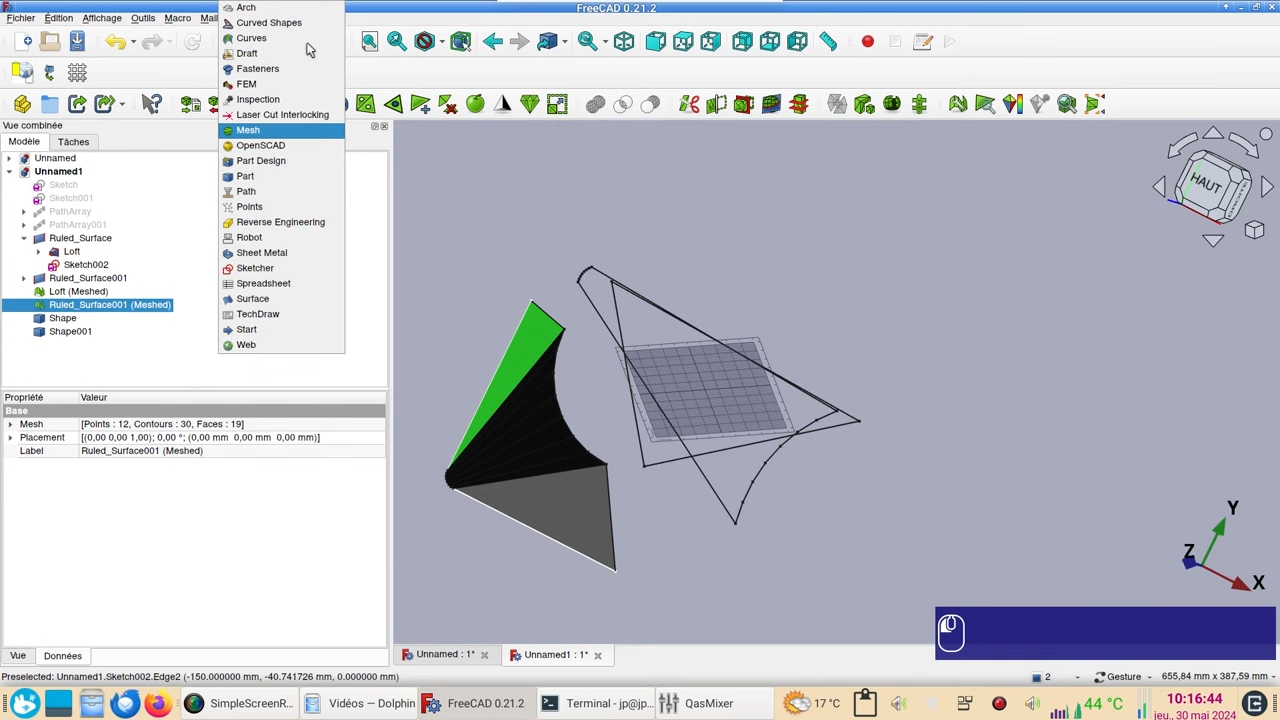 FreeCAD 0.21.2
Fichier Édition Affichage Outils Macro
Arch
Curved Shapes
Curves
Draft
Fasteners
FEM
Inspection
Laser Cut Interlocking
Mesh
OpenSCAD
Part Design
Part
Path
Points
Reverse Engineering
Robot
Sheet Metal
Sketcher
Spreadsheet
Surface
TechDraw
Start
Web
Vue combinée
Modèle Tâches
Unnamed
Unnamed1
Sketch
Sketch001
PathArray
PathArray001
Ruled_Surface
Loft
Sketch002
Ruled_Surface001
Loft (Meshed)
Ruled_Surface001 (Meshed)
Shape
Shape001
Propriété Valeur
Base
Mesh [Points : 12, Contours : 30, Faces : 19]
Placement [(0,00 0,00 1,00); 0,00 °; (0,00 mm 0,00 mm 0,00 mm)]
Label Ruled_Surface001 (Meshed)
HAUT
Y
Z
X
Vue Données
Unnamed : 1*
Unnamed1 : 1*
Preselected: Unnamed1.Sketch002.Edge2 (-150.000000 mm, -40.741726 mm, 0.000000 mm)
2
Gesture
655,84 mm x 387,59 mm
SimpleScreenR...
Vidéos — Dolphin
FreeCAD 0.21.2
Terminal — jp@jp...
QasMixer
17 °C
44 °C
10:16:44
jeu., 30 mai 2024